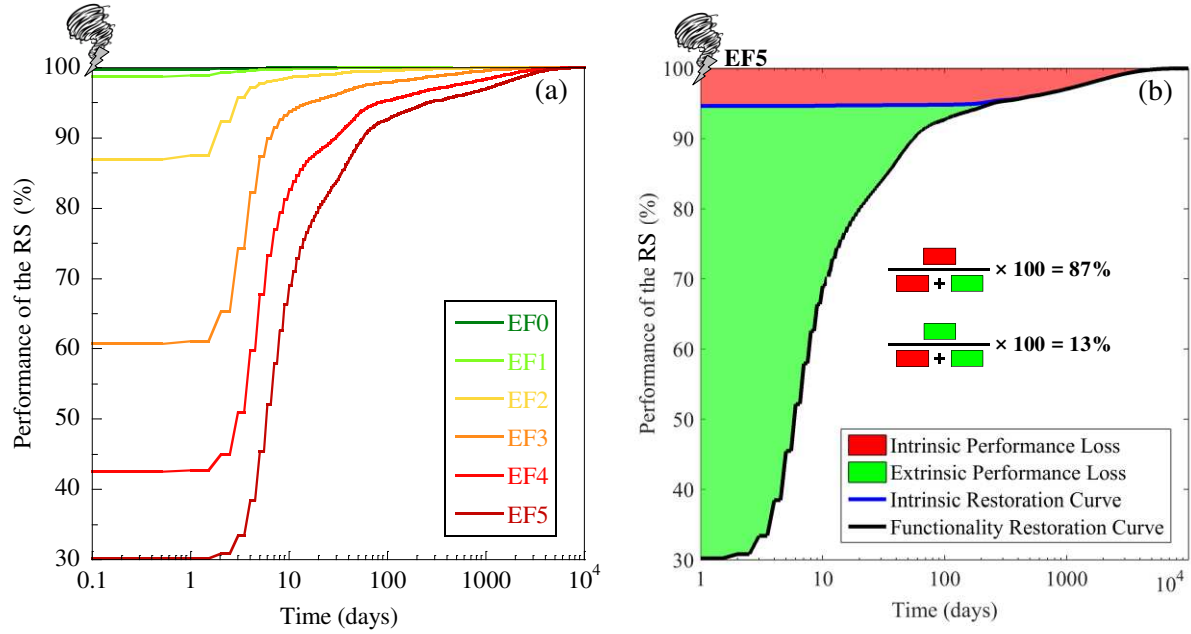 100
90
80
70
60
50
40
30
Performance of the RS (%)
(a)
EF0
EF1
EF2
EF3
EF4
EF5
0.1
1
10
100
1000
10^4
Time (days)
EF5
100
90
80
70
60
50
40
30
Performance of the RS (%)
(b)
× 100 = 87%
+
× 100 = 13%
+
Intrinsic Performance Loss
Extrinsic Performance Loss
Intrinsic Restoration Curve
Functionality Restoration Curve
1
10
100
1000
10^4
Time (days)